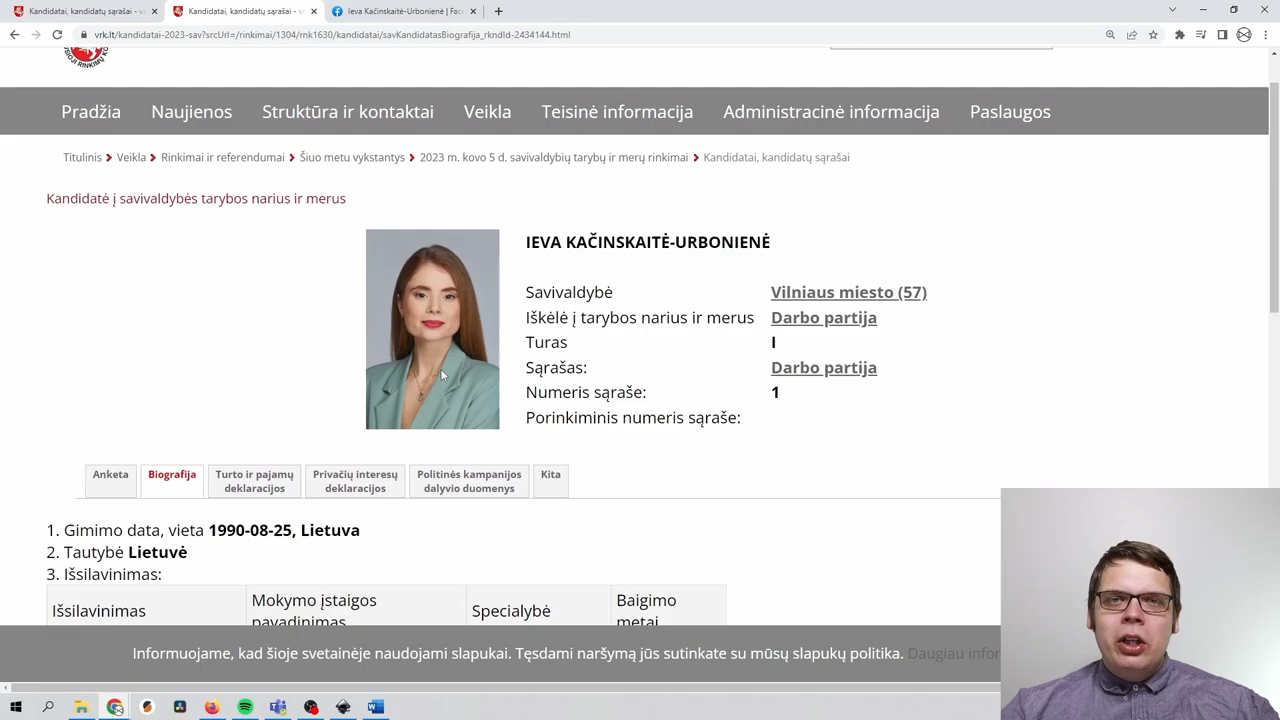 Kandidatai, kandidatų sąrašai - vr
Kandidatai, kandidatų sąrašai - vr
Ieva Kačinskaitė-Urbonienė | Fac
vrk.lt/kandidatai-2023-sav?srcUrl=/rinkimai/1304/rnk1630/kandidatai/savKandidatasBiografija_rkndId-2434144.html
Pradžia Naujienos Struktūra ir kontaktai Veikla Teisinė informacija Administracinė informacija Paslaugos
Titulinis Veikla Rinkimai ir referendumai Šiuo metu vykstantys 2023 m. kovo 5 d. savivaldybių tarybų ir merų rinkimai Kandidatai, kandidatų sąrašai
Kandidatė į savivaldybės tarybos narius ir merus
IEVA KAČINSKAITĖ-URBONIENĖ
Savivaldybė Vilniaus miesto (57)
Iškėlė į tarybos narius ir merus Darbo partija
Turas I
Sąrašas: Darbo partija
Numeris sąraše: 1
Porinkiminis numeris sąraše:
Anketa Biografija Turto ir pajamų deklaracijos Privačių interesų deklaracijos Politinės kampanijos dalyvio duomenys Kita
1. Gimimo data, vieta 1990-08-25, Lietuva
2. Tautybė Lietuvė
3. Išsilavinimas:
Išsilavinimas Mokymo įstaigos pavadinimas Specialybė Baigimo metai
Informuojame, kad šioje svetainėje naudojami slapukai. Tęsdami naršymą jūs sutinkate su mūsų slapukų politika. Daugiau infor